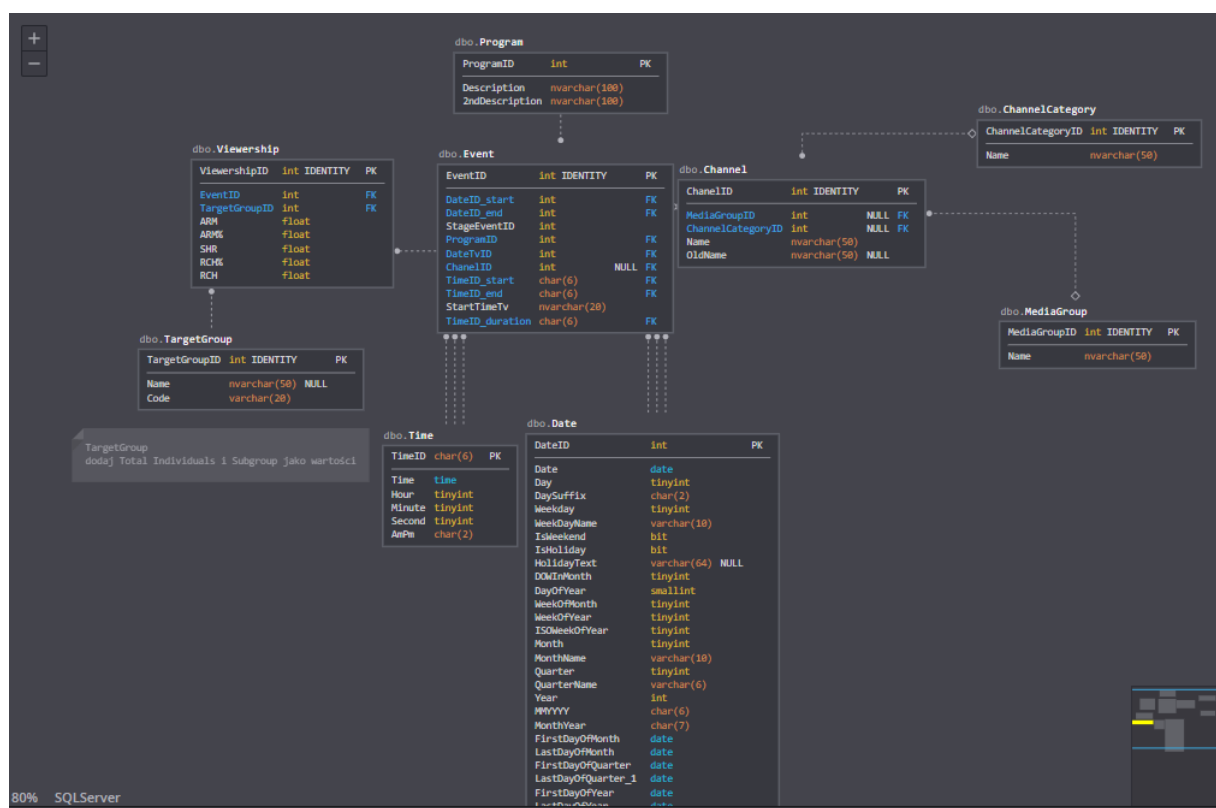 +
−
dbo.Program
ProgramID int PK
Description nvarchar(100)
2ndDescription nvarchar(100)
dbo.ChannelCategory
ChannelCategoryID int IDENTITY PK
Name nvarchar(50)
dbo.Viewership
ViewershipID int IDENTITY PK
EventID int FK
TargetGroupID int FK
ARM float
ARM% float
SHR float
RCH% float
RCH float
dbo.Event
EventID int IDENTITY PK
DateID_start int FK
DateID_end int FK
StageEventID int
ProgramID int FK
DateTvID int FK
ChanelID int NULL FK
TimeID_start char(6) FK
TimeID_end char(6) FK
StartTimeTv nvarchar(20)
TimeID_duration char(6) FK
dbo.Channel
ChanelID int IDENTITY PK
MediaGroupID int NULL FK
ChannelCategoryID int NULL FK
Name nvarchar(50)
OldName nvarchar(50) NULL
dbo.MediaGroup
MediaGroupID int IDENTITY PK
Name nvarchar(50)
dbo.TargetGroup
TargetGroupID int IDENTITY PK
Name nvarchar(50) NULL
Code varchar(20)
TargetGroup
dodaj Total Individuals i Subgroup jako wartości
dbo.Time
TimeID char(6) PK
Time time
Hour tinyint
Minute tinyint
Second tinyint
AmPm char(2)
dbo.Date
DateID int PK
Date date
Day tinyint
DaySuffix char(2)
Weekday tinyint
WeekDayName varchar(10)
IsWeekend bit
IsHoliday bit
HolidayText varchar(64) NULL
DOWInMonth tinyint
DayOfYear smallint
WeekOfMonth tinyint
WeekOfYear tinyint
ISOWeekOfYear tinyint
Month tinyint
MonthName varchar(10)
Quarter tinyint
QuarterName varchar(6)
Year int
MMYYYY char(6)
MonthYear char(7)
FirstDayOfMonth date
LastDayOfMonth date
FirstDayOfQuarter date
LastDayOfQuarter_1 date
FirstDayOfYear date
LastDayOfYear date
80% SQLServer